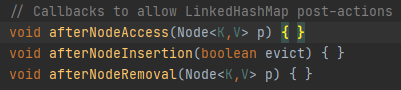 // Callbacks to allow LinkedHashMap post-actions
void afterNodeAccess(Node<K,V> p) { }
void afterNodeInsertion(boolean evict) { }
void afterNodeRemoval(Node<K,V> p) { }